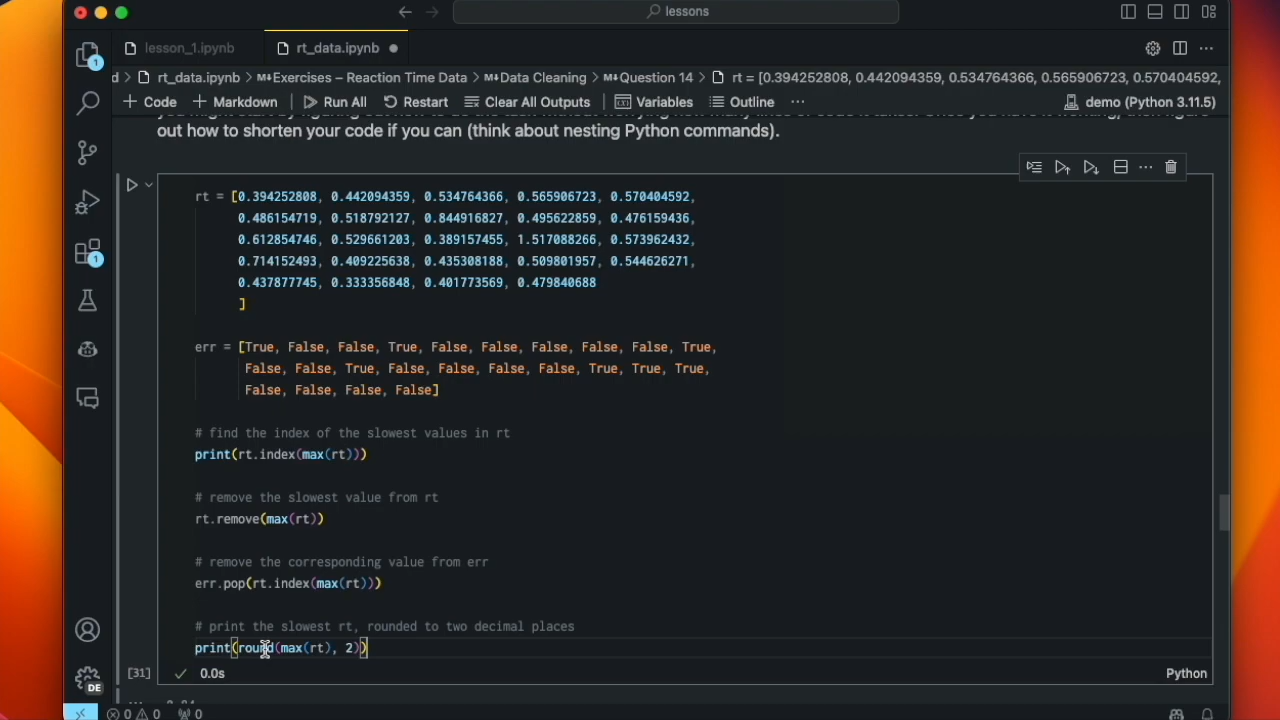 lessons
lesson_1.ipynb
rt_data.ipynb
d > rt_data.ipynb > M↓Exercises – Reaction Time Data > M↓Data Cleaning > M↓Question 14 > rt = [0.394252808, 0.442094359, 0.534764366, 0.565906723, 0.570404592,
+ Code + Markdown Run All Restart Clear All Outputs Variables Outline ... demo (Python 3.11.5)
out how to shorten your code if you can (think about nesting Python commands).
rt = [0.394252808, 0.442094359, 0.534764366, 0.565906723, 0.570404592,
0.486154719, 0.518792127, 0.844916827, 0.495622859, 0.476159436,
0.612854746, 0.529661203, 0.389157455, 1.517088266, 0.573962432,
0.714152493, 0.409225638, 0.435308188, 0.509801957, 0.544626271,
0.437877745, 0.333356848, 0.401773569, 0.479840688
]
err = [True, False, False, True, False, False, False, False, False, True,
False, False, True, False, False, False, False, True, True, True,
False, False, False, False]
# find the index of the slowest values in rt
print(rt.index(max(rt)))
# remove the slowest value from rt
rt.remove(max(rt))
# remove the corresponding value from err
err.pop(rt.index(max(rt)))
# print the slowest rt, rounded to two decimal places
print(round(max(rt), 2))
[31] ✓ 0.0s Python
1
1
DE
0 0 0